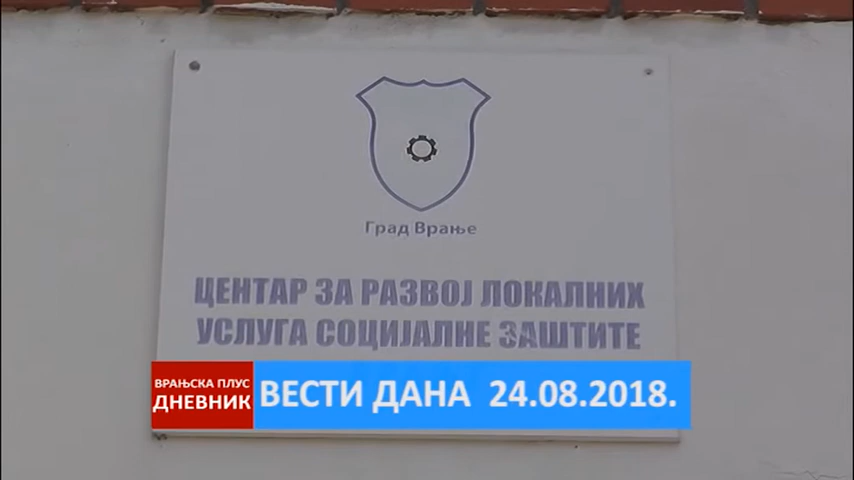 Град Врање
ЦЕНТАР ЗА РАЗВОЈ ЛОКАЛНИХ
УСЛУГА СОЦИЈАЛНЕ ЗАШТИТЕ
ВРАЊСКА ПЛУС
ДНЕВНИК
ВЕСТИ ДАНА 24.08.2018.